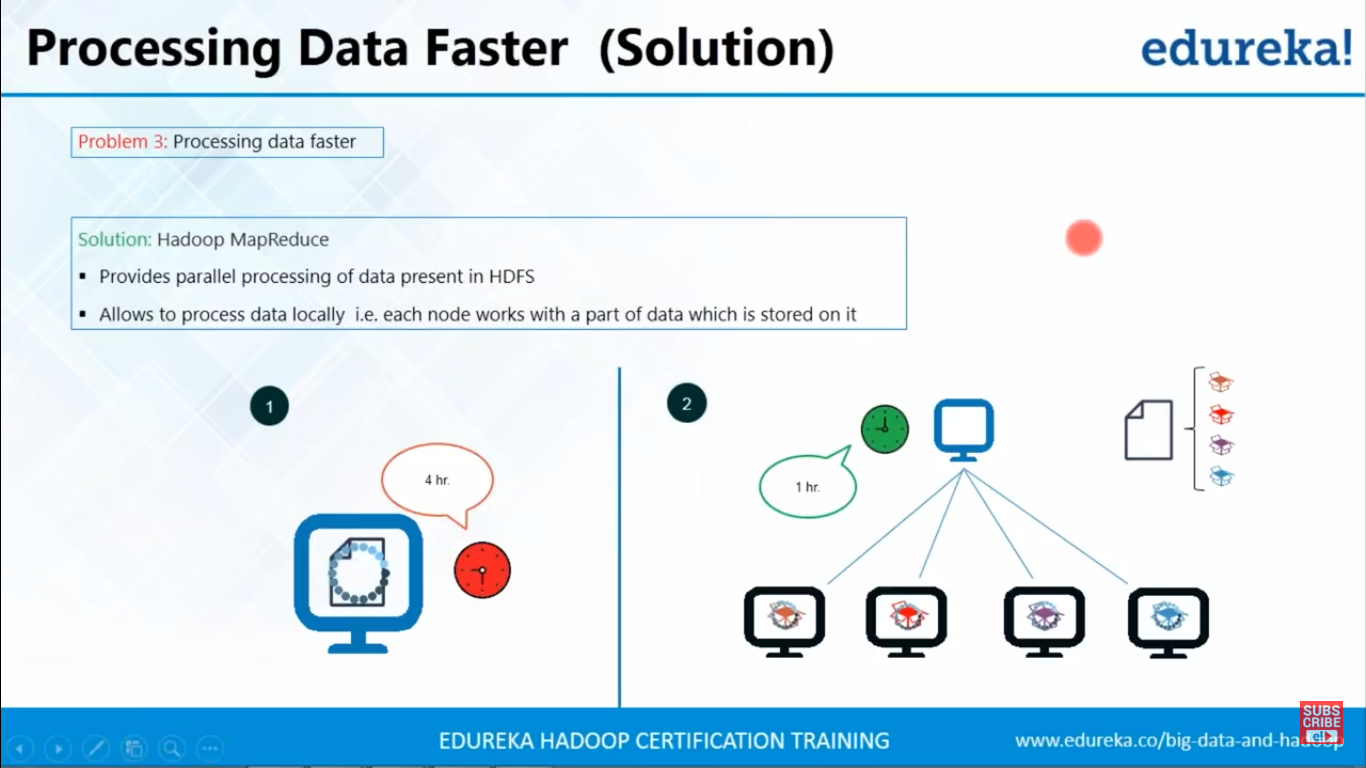 Processing Data Faster (Solution)
edureka!
Problem 3: Processing data faster
Solution: Hadoop MapReduce
▪ Provides parallel processing of data present in HDFS
▪ Allows to process data locally i.e. each node works with a part of data which is stored on it
1
2
4 hr.
1 hr.
SUBS
CRIBE
e!
EDUREKA HADOOP CERTIFICATION TRAINING
www.edureka.co/big-data-and-hadoop